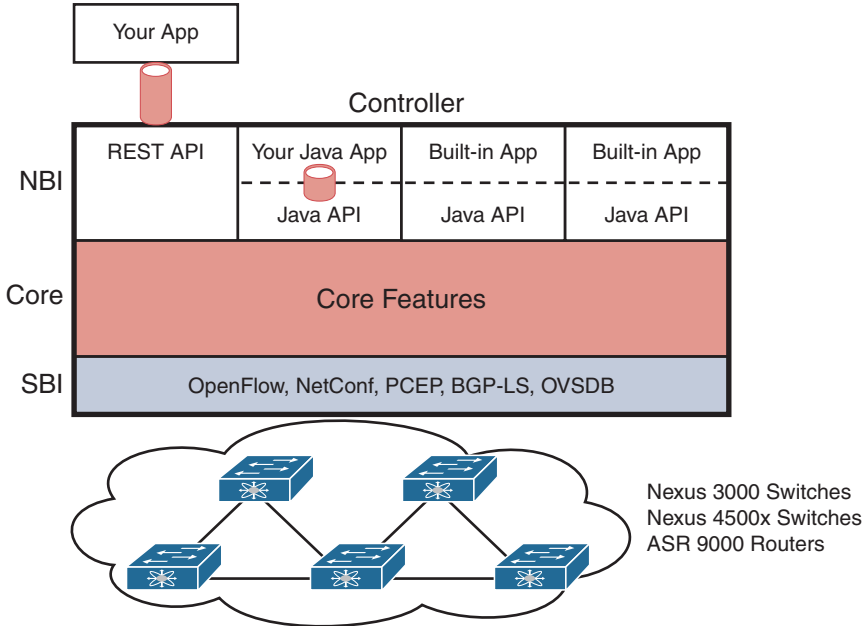 Your App
Controller
NBI
REST API
Your Java App
Built-in App
Built-in App
Java API
Java API
Java API
Core
Core Features
SBI
OpenFlow, NetConf, PCEP, BGP-LS, OVSDB
Nexus 3000 Switches
Nexus 4500x Switches
ASR 9000 Routers